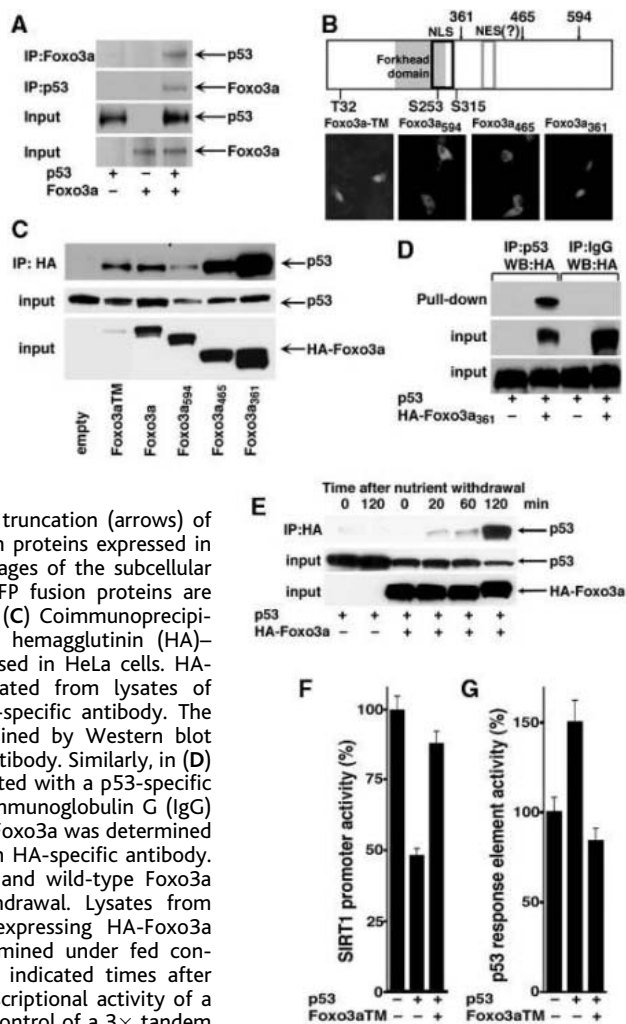 A
IP:Foxo3a
p53
IP:p53
Foxo3a
Input
p53
Input
Foxo3a
p53 + – +
Foxo3a – + +
B
361 465 594
NLS NES(?)
Forkhead
domain
T32 S253 S315
Foxo3a-TM Foxo3a594 Foxo3a465 Foxo3a361
C
IP: HA
p53
input
p53
input
HA-Foxo3a
empty
Foxo3aTM
Foxo3a
Foxo3a594
Foxo3a465
Foxo3a361
D
IP:p53 IP:IgG
WB:HA WB:HA
Pull-down
input
input
p53 + + + +
HA-Foxo3a361 – + – +
truncation (arrows) of
n proteins expressed in
ages of the subcellular
FP fusion proteins are
(C) Coimmunoprecipi-
hemagglutinin (HA)–
sed in HeLa cells. HA-
ated from lysates of
-specific antibody. The
ined by Western blot
tibody. Similarly, in (D)
ted with a p53-specific
mmunoglobulin G (IgG)
Foxo3a was determined
n HA-specific antibody.
and wild-type Foxo3a
hdrawal. Lysates from
expressing HA-Foxo3a
rmined under fed con-
indicated times after
scriptional activity of a
control of a 3× tandem
E
Time after nutrient withdrawal
0 120 0 20 60 120 min
IP:HA
p53
input
p53
input
HA-Foxo3a
p53 + + + + + +
HA-Foxo3a – – + + + +
F
SIRT1 promoter activity (%)
100
75
50
25
0
p53 – + +
Foxo3aTM – – +
G
p53 response element activity (%)
150
100
50
0
p53 – + +
Foxo3aTM – – +